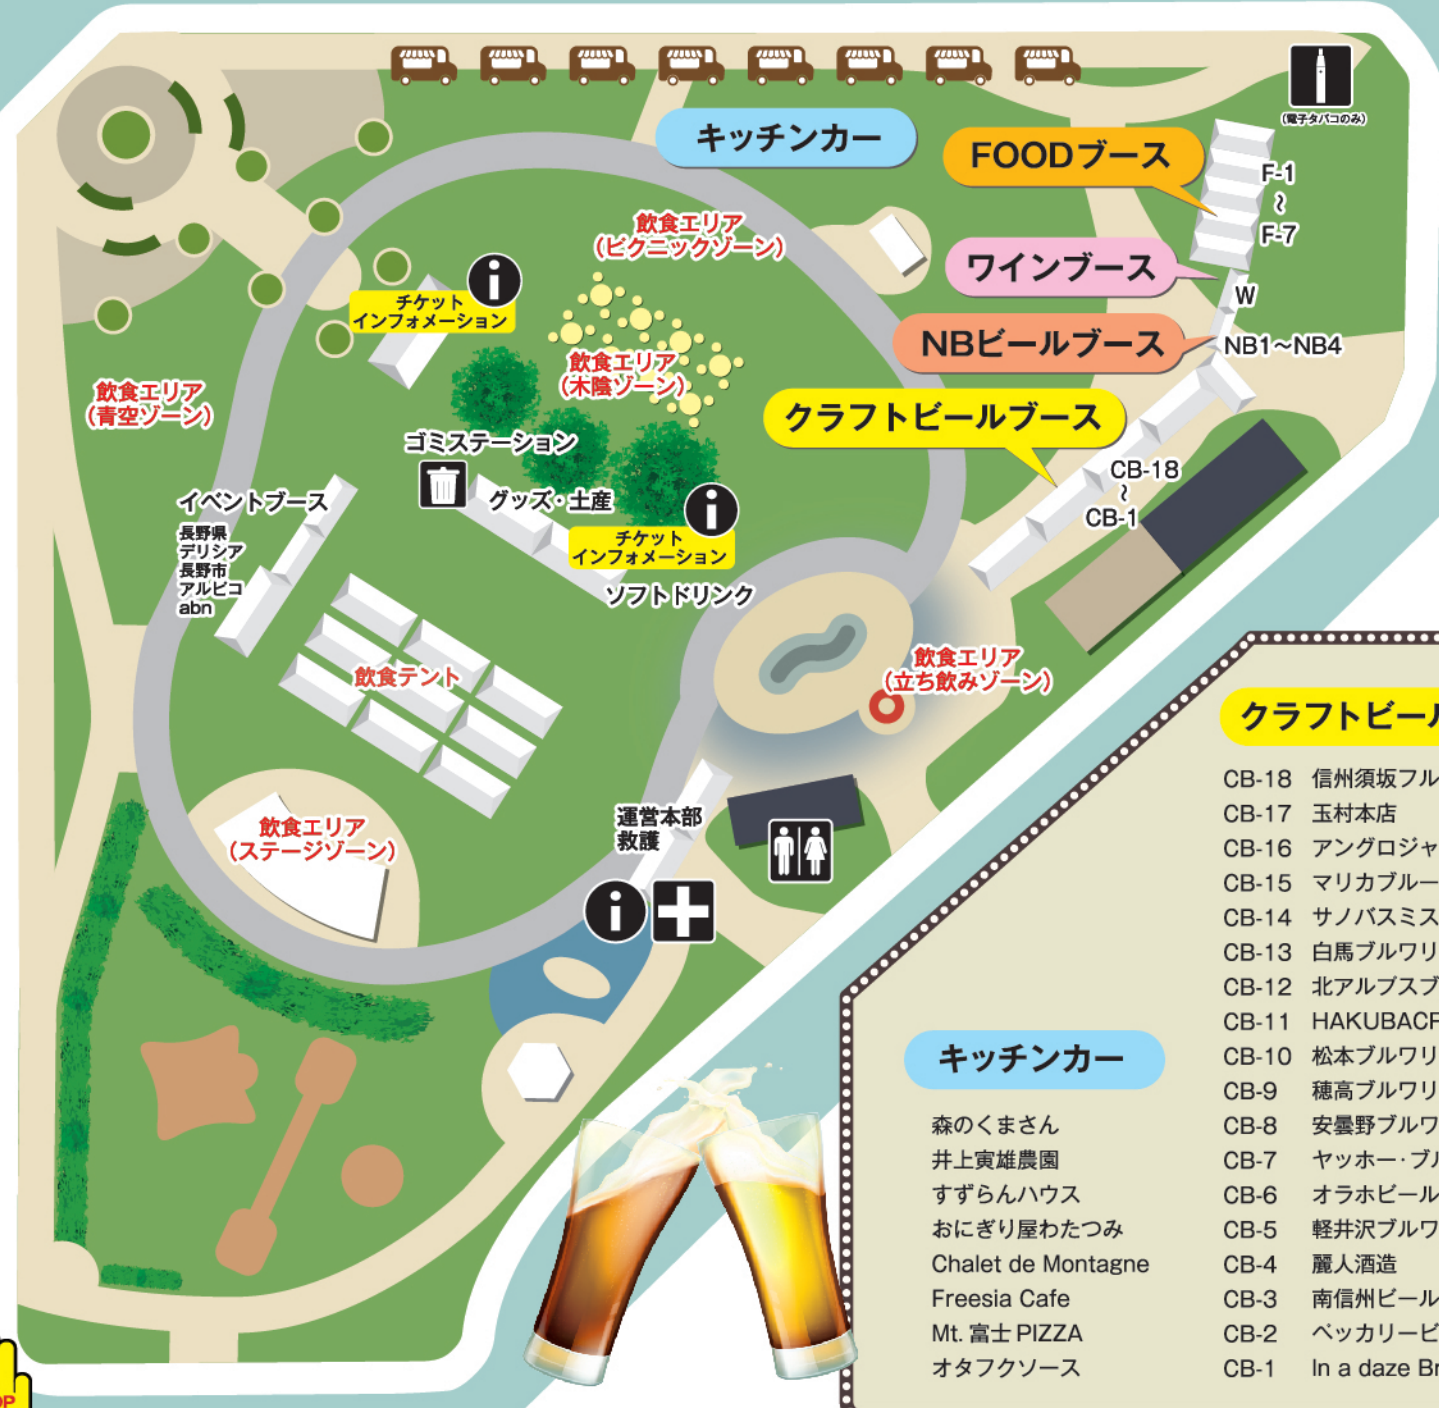 (電子タバコのみ)
キッチンカー
FOODブース
F-1
~
F-7
飲食エリア
(ピクニックゾーン)
ワインブース
W
チケット
インフォメーション
NBビールブース
NB1~NB4
飲食エリア
(木陰ゾーン)
飲食エリア
(青空ゾーン)
クラフトビールブース
ゴミステーション
CB-18
~
CB-1
イベントブース
長野県
デリシア
長野市
アルピコ
abn
グッズ・土産
チケット
インフォメーション
ソフトドリンク
飲食テント
飲食エリア
(立ち飲みゾーン)
飲食エリア
(ステージゾーン)
運営本部
救護
キッチンカー
森のくまさん
井上寅雄農園
すずらんハウス
おにぎり屋わたつみ
Chalet de Montagne
Freesia Cafe
Mt. 富士 PIZZA
オタフクソース
クラフトビー
CB-18 信州須坂フル
CB-17 玉村本店
CB-16 アングロジャ
CB-15 マリカブルー
CB-14 サノバスミス
CB-13 白馬ブルワリ
CB-12 北アルプスブ
CB-11 HAKUBACR
CB-10 松本ブルワリ
CB-9 穂高ブルワリ
CB-8 安曇野ブルワ
CB-7 ヤッホー・ブル
CB-6 オラホビール
CB-5 軽井沢ブルワ
CB-4 麗人酒造
CB-3 南信州ビール
CB-2 ベッカリービ
CB-1 In a daze Br